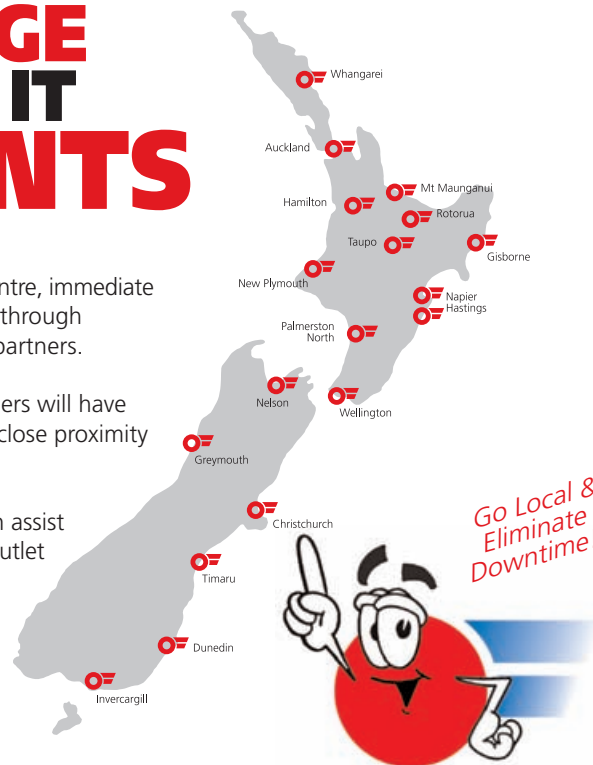 GE
IT
NTS
ntre, immediate
through
partners.
ers will have
close proximity
n assist
utlet
Whangarei
Auckland
Mt Maunganui
Hamilton
Rotorua
Taupo
Gisborne
New Plymouth
Napier
Hastings
Palmerston
North
Nelson
Wellington
Greymouth
Christchurch
Timaru
Dunedin
Invercargill
Go Local &
Eliminate
Downtime